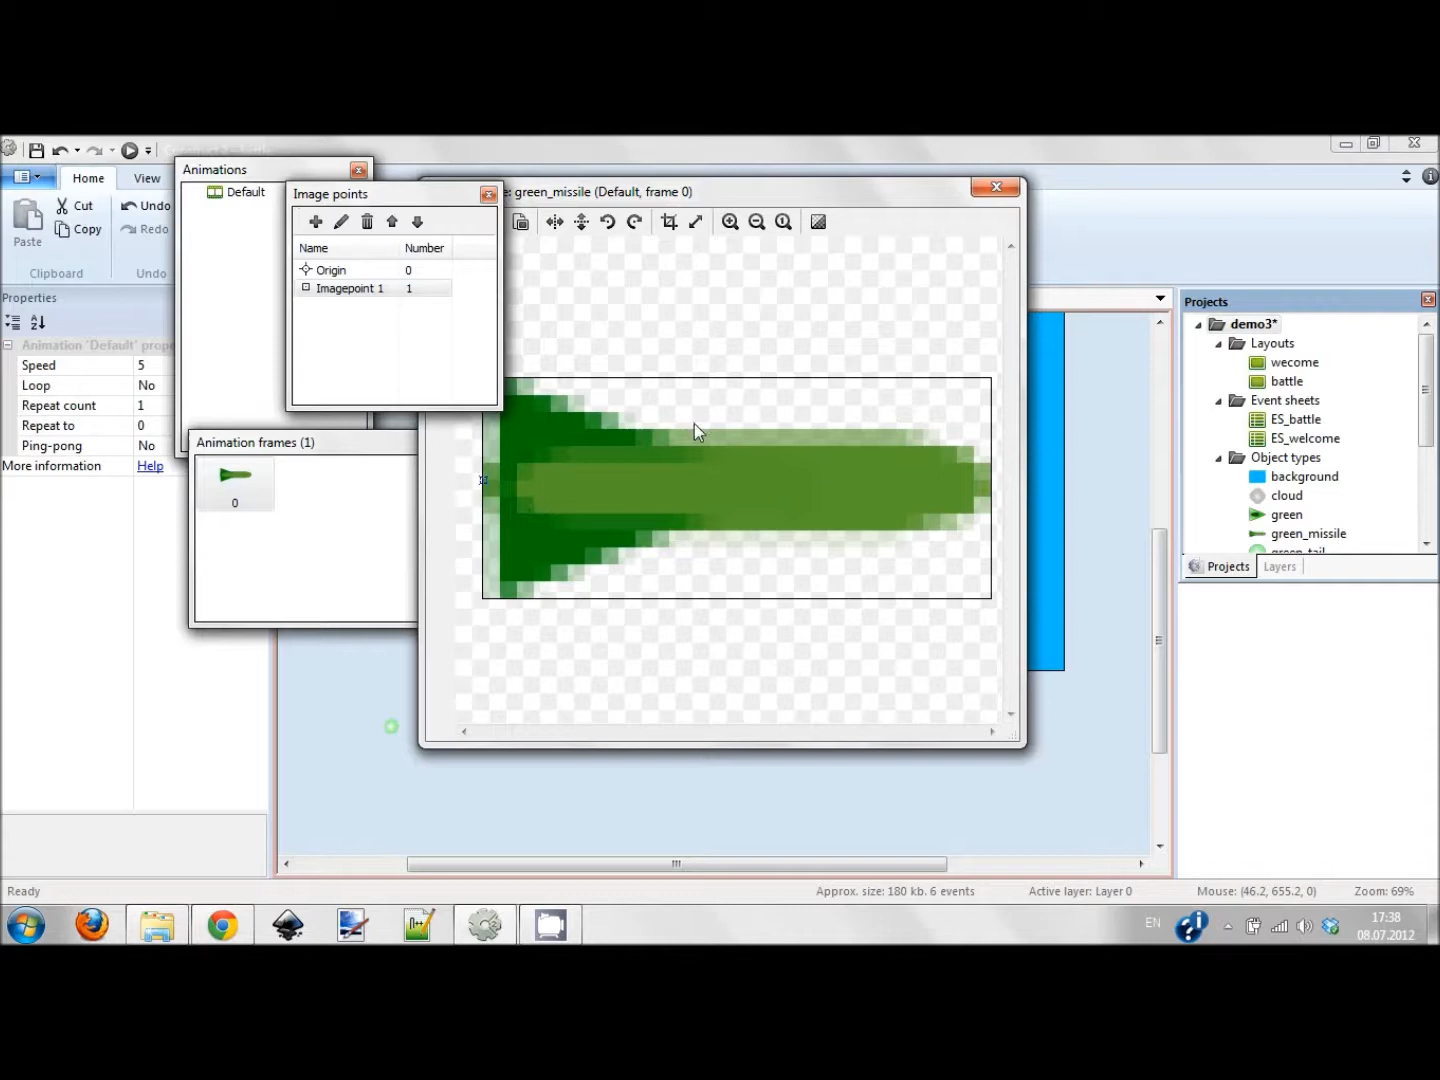 Home
View
Paste
Cut
Copy
Undo
Redo
Clipboard
Undo
Properties
Animation 'Default' prope
Speed 5
Loop No
Repeat count 1
Repeat to 0
Ping-pong No
More information Help
Animations
Default
Image points
Name Number
Origin 0
Imagepoint 1 1
Animation frames (1)
0
e: green_missile (Default, frame 0)
Projects
demo3*
Layouts
wecome
battle
Event sheets
ES_battle
ES_welcome
Object types
background
cloud
green
green_missile
green_tail
Projects Layers
Ready
Approx. size: 180 kb. 6 events
Active layer: Layer 0
Mouse: (46.2, 655.2, 0)
Zoom: 69%
EN
17:38
08.07.2012